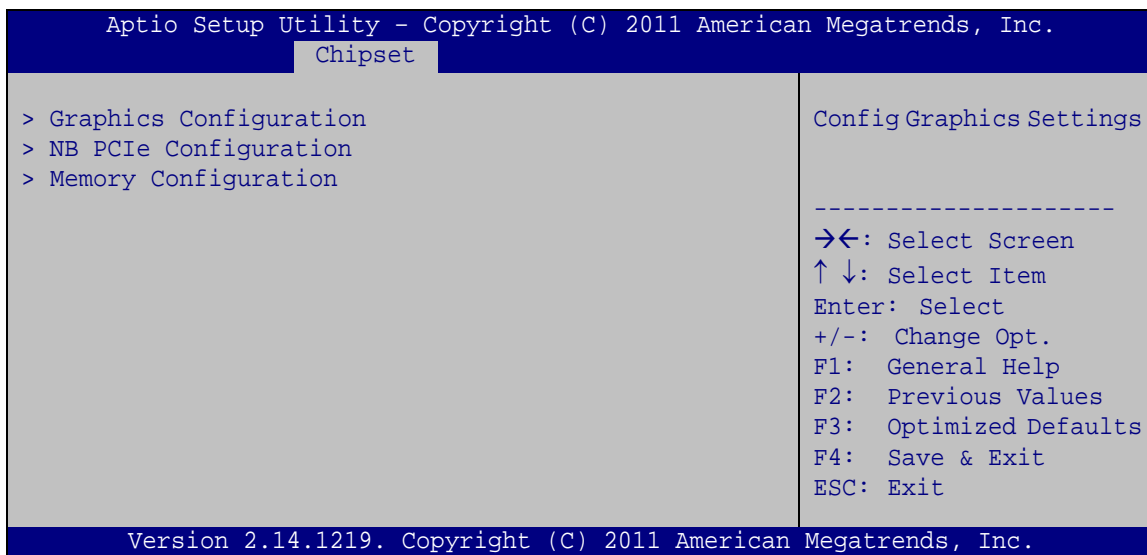 Aptio Setup Utility – Copyright (C) 2011 American Megatrends, Inc.
Chipset
> Graphics Configuration
> NB PCIe Configuration
> Memory Configuration
Config Graphics Settings
---------------------
→←: Select Screen
↑ ↓: Select Item
Enter: Select
+/-: Change Opt.
F1: General Help
F2: Previous Values
F3: Optimized Defaults
F4: Save & Exit
ESC: Exit
Version 2.14.1219. Copyright (C) 2011 American Megatrends, Inc.